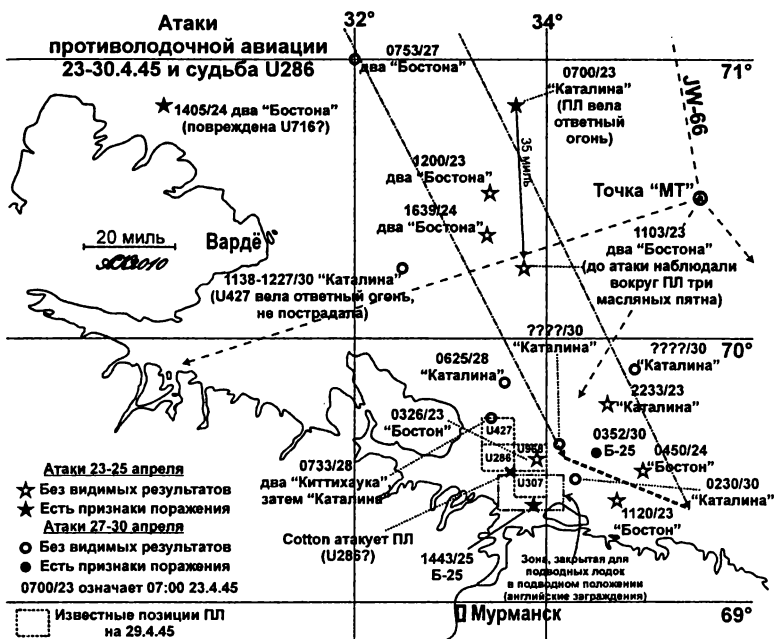 Атаки
противолодочной авиации
23-30.4.45 и судьба U286
32°
34°
0753/27
два "Бостона"
71°
0700/23
"Каталина"
(ПЛ вела
ответный
огонь)
JW-66
1405/24 два "Бостона"
(повреждена U716?)
35 миль
1200/23
два "Бостона"
1639/24
два "Бостона"
Точка "МТ"
20 миль
Вардё
1103/23
два "Бостона"
(до атаки наблюдали
вокруг ПЛ три
масляных пятна)
1138-1227/30 "Каталина"
(U427 вела ответный огонь,
не пострадала)
????/30
"Каталина"
70°
0625/28
"Каталина"
????/30
"Каталина"
2233/23
"Каталина"
0326/23
"Бостон"
U427
U286
U968
U307
0352/30
Б-25
0450/24
"Бостон"
0733/28
два "Киттихаука"
затем "Каталина"
0230/30
"Каталина"
1120/23
"Бостон"
Cotton атакует ПЛ
(U286?)
1443/25
Б-25
Зона, закрытая для
подводных лодок
в подводном положении
(английские заграждения)
Атаки 23-25 апреля
Без видимых результатов
Есть признаки поражения
Атаки 27-30 апреля
Без видимых результатов
Есть признаки поражения
0700/23 означает 07:00 23.4.45
Известные позиции ПЛ
на 29.4.45
Мурманск
69°